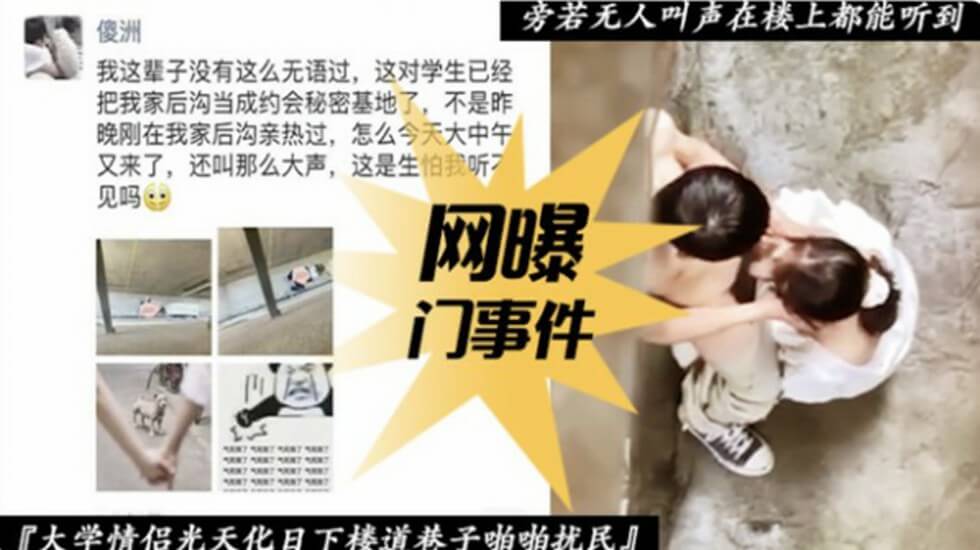 旁若无人叫声在楼上都能听到
傻洲
我这辈子没有这么无语过，这对学生已经
把我家后沟当成约会秘密基地了，不是昨
晚刚在我家后沟亲热过，怎么今天大中午
又来了，还叫那么大声，这是生怕我听不
见吗
网曝
门事件
『大学情侣光天化日下楼道巷子啪啪扰民』